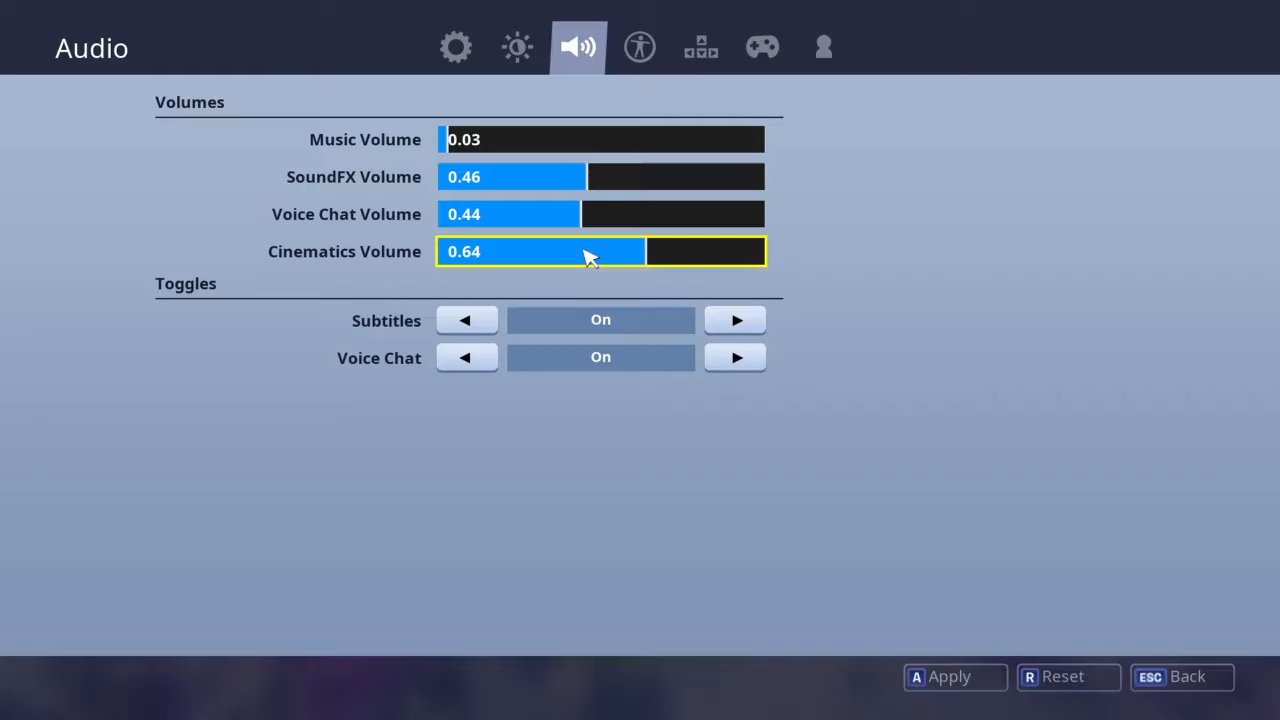 Audio
Volumes
Music Volume 0.03
SoundFX Volume 0.46
Voice Chat Volume 0.44
Cinematics Volume 0.64
Toggles
Subtitles ◄ On ►
Voice Chat ◄ On ►
A Apply R Reset ESC Back